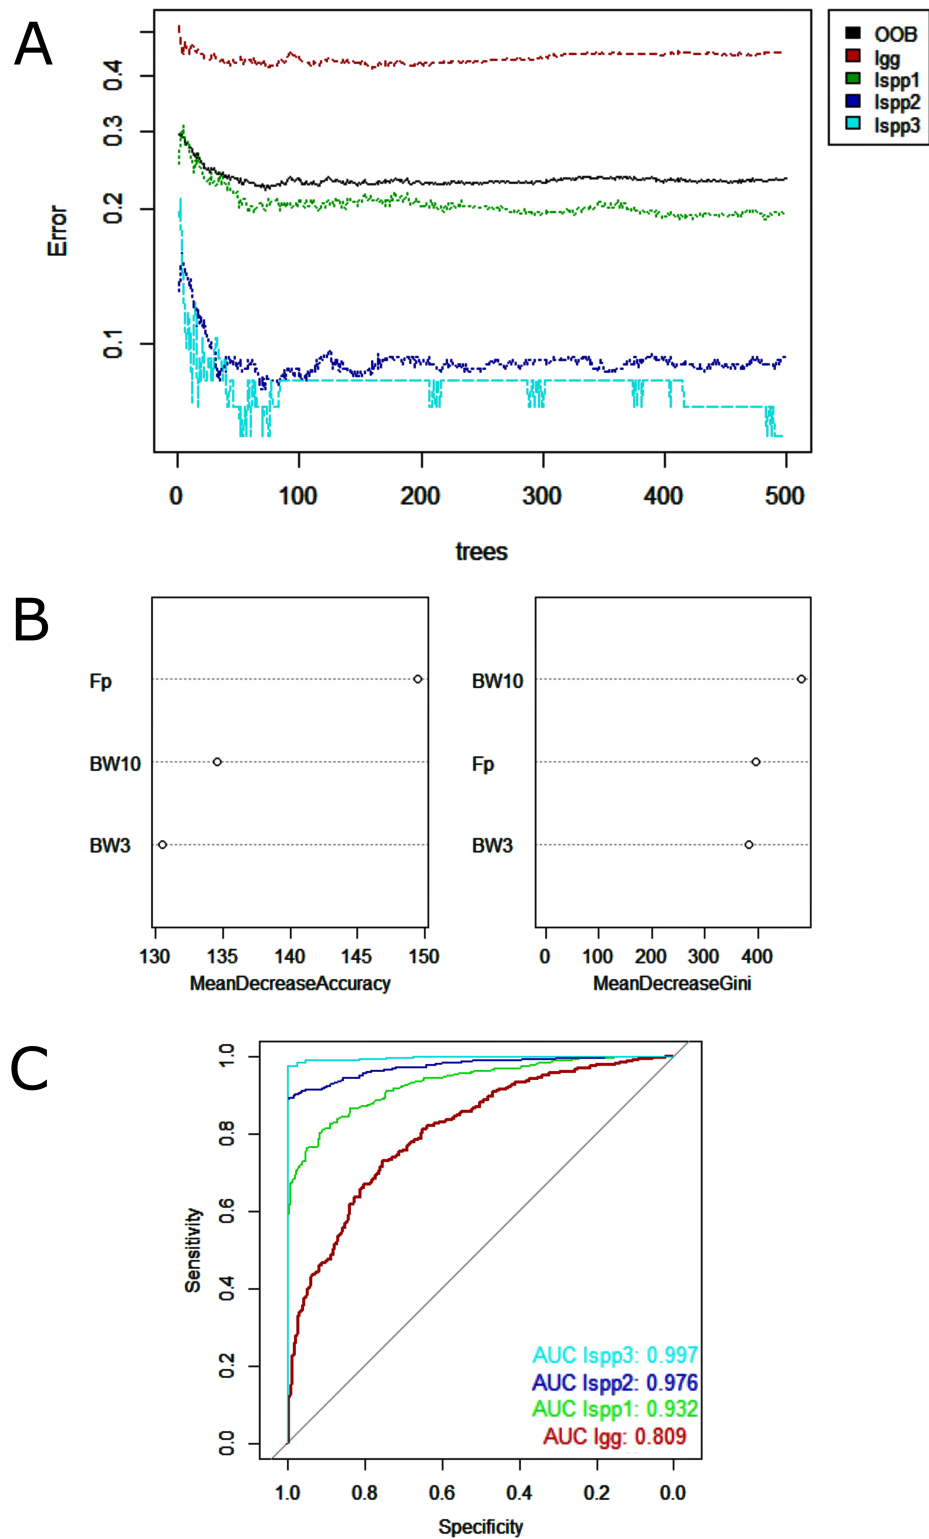 A
OOB
Igg
Ispp1
Ispp2
Ispp3
Error
0.4
0.3
0.2
0.1
0 100 200 300 400 500
trees
B
Fp
BW10
BW3
130 135 140 145 150
MeanDecreaseAccuracy
BW10
Fp
BW3
0 100 200 300 400
MeanDecreaseGini
C
Sensitivity
1.0
0.8
0.6
0.4
0.2
0.0
AUC Ispp3: 0.997
AUC Ispp2: 0.976
AUC Ispp1: 0.932
AUC Igg: 0.809
1.0 0.8 0.6 0.4 0.2 0.0
Specificity